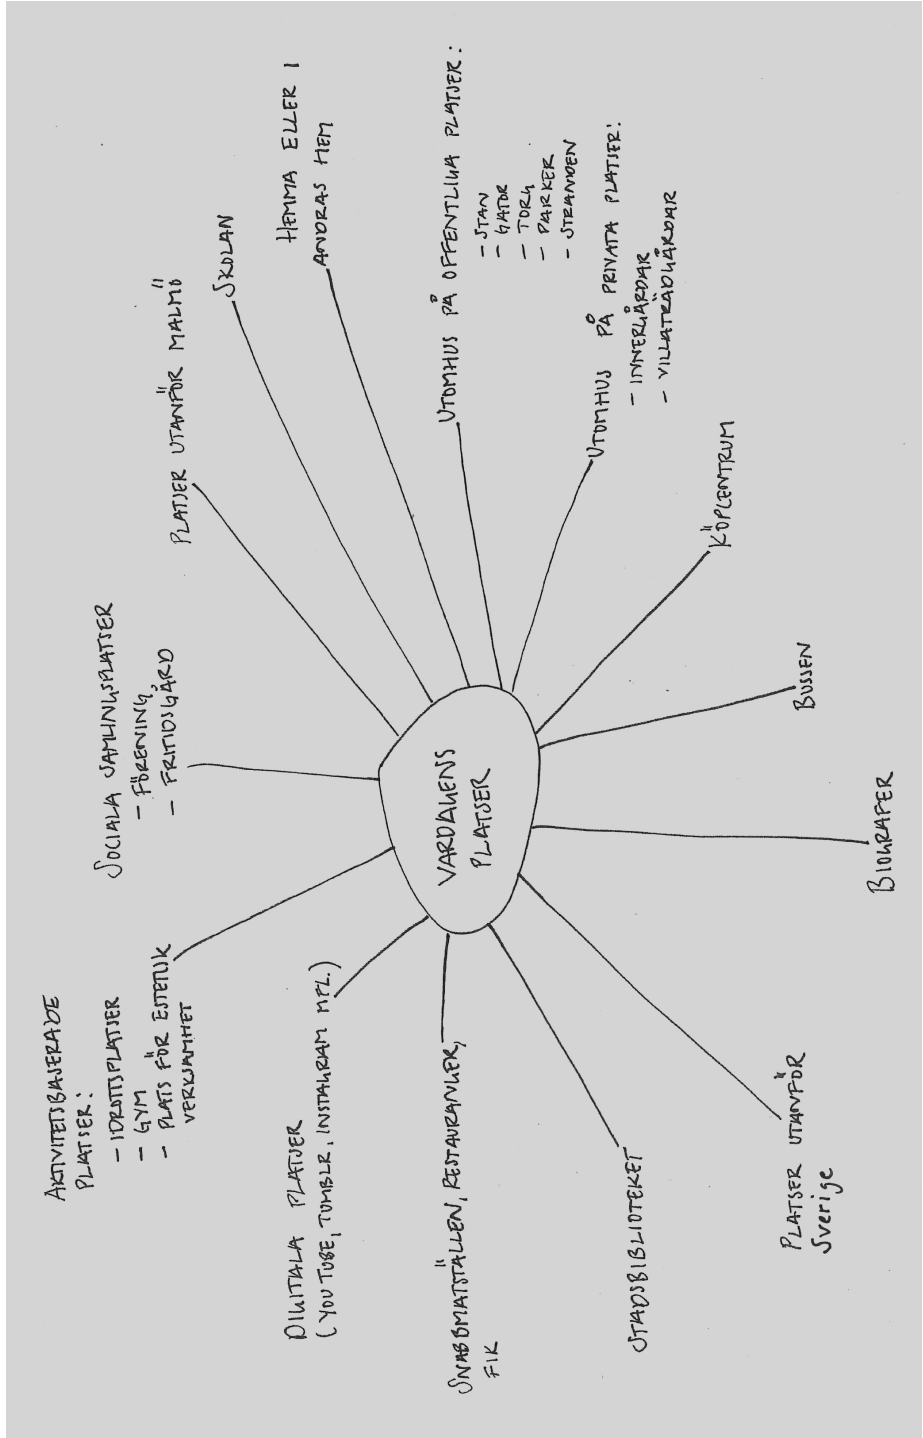 VARDAGENS
PLATSER
AKTIVITETSBASERADE
PLATSER:
- IDROTTSPLATSER
- GYM
- PLATS FÖR ESTETISK
VERKSAMHET
SOCIALA SAMLINGSPLATSER
- FÖRENING,
- FRITIDSGÅRD
PLATSER UTANFÖR MALMÖ
SKOLAN
HEMMA ELLER I
ANDRAS HEM
UTOMHUS PÅ OFFENTLIGA PLATSER:
- STAN
- GATOR
- TORG
- PARKER
- STRANDEN
UTOMHUS PÅ PRIVATA PLATSER:
- INNERGÅRDAR
- VILLATRÄDGÅRDAR
KÖPCENTRUM
BUSSEN
BIOGRAFER
PLATSER UTANFÖR
Sverige
STADSBIBLIOTEKET
SNABBMATSTÄLLEN, RESTAURANGER,
FIK
DIGITALA PLATSER
(YOUTUBE, TUMBLR, INSTAGRAM MFL.)